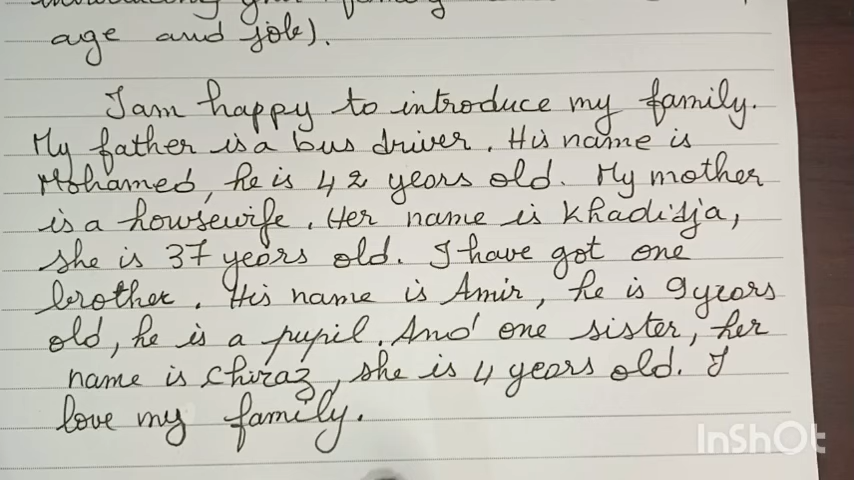 introducing your family
age and job).
I am happy to introduce my family.
My father is a bus driver. His name is
Mohamed, he is 42 years old. My mother
is a housewife. Her name is Khadidja,
she is 37 years old. I have got one
brother. His name is Amir, he is 9 years
old, he is a pupil. And one sister, her
name is Chiraz, she is 4 years old. I
love my family.
InShOt